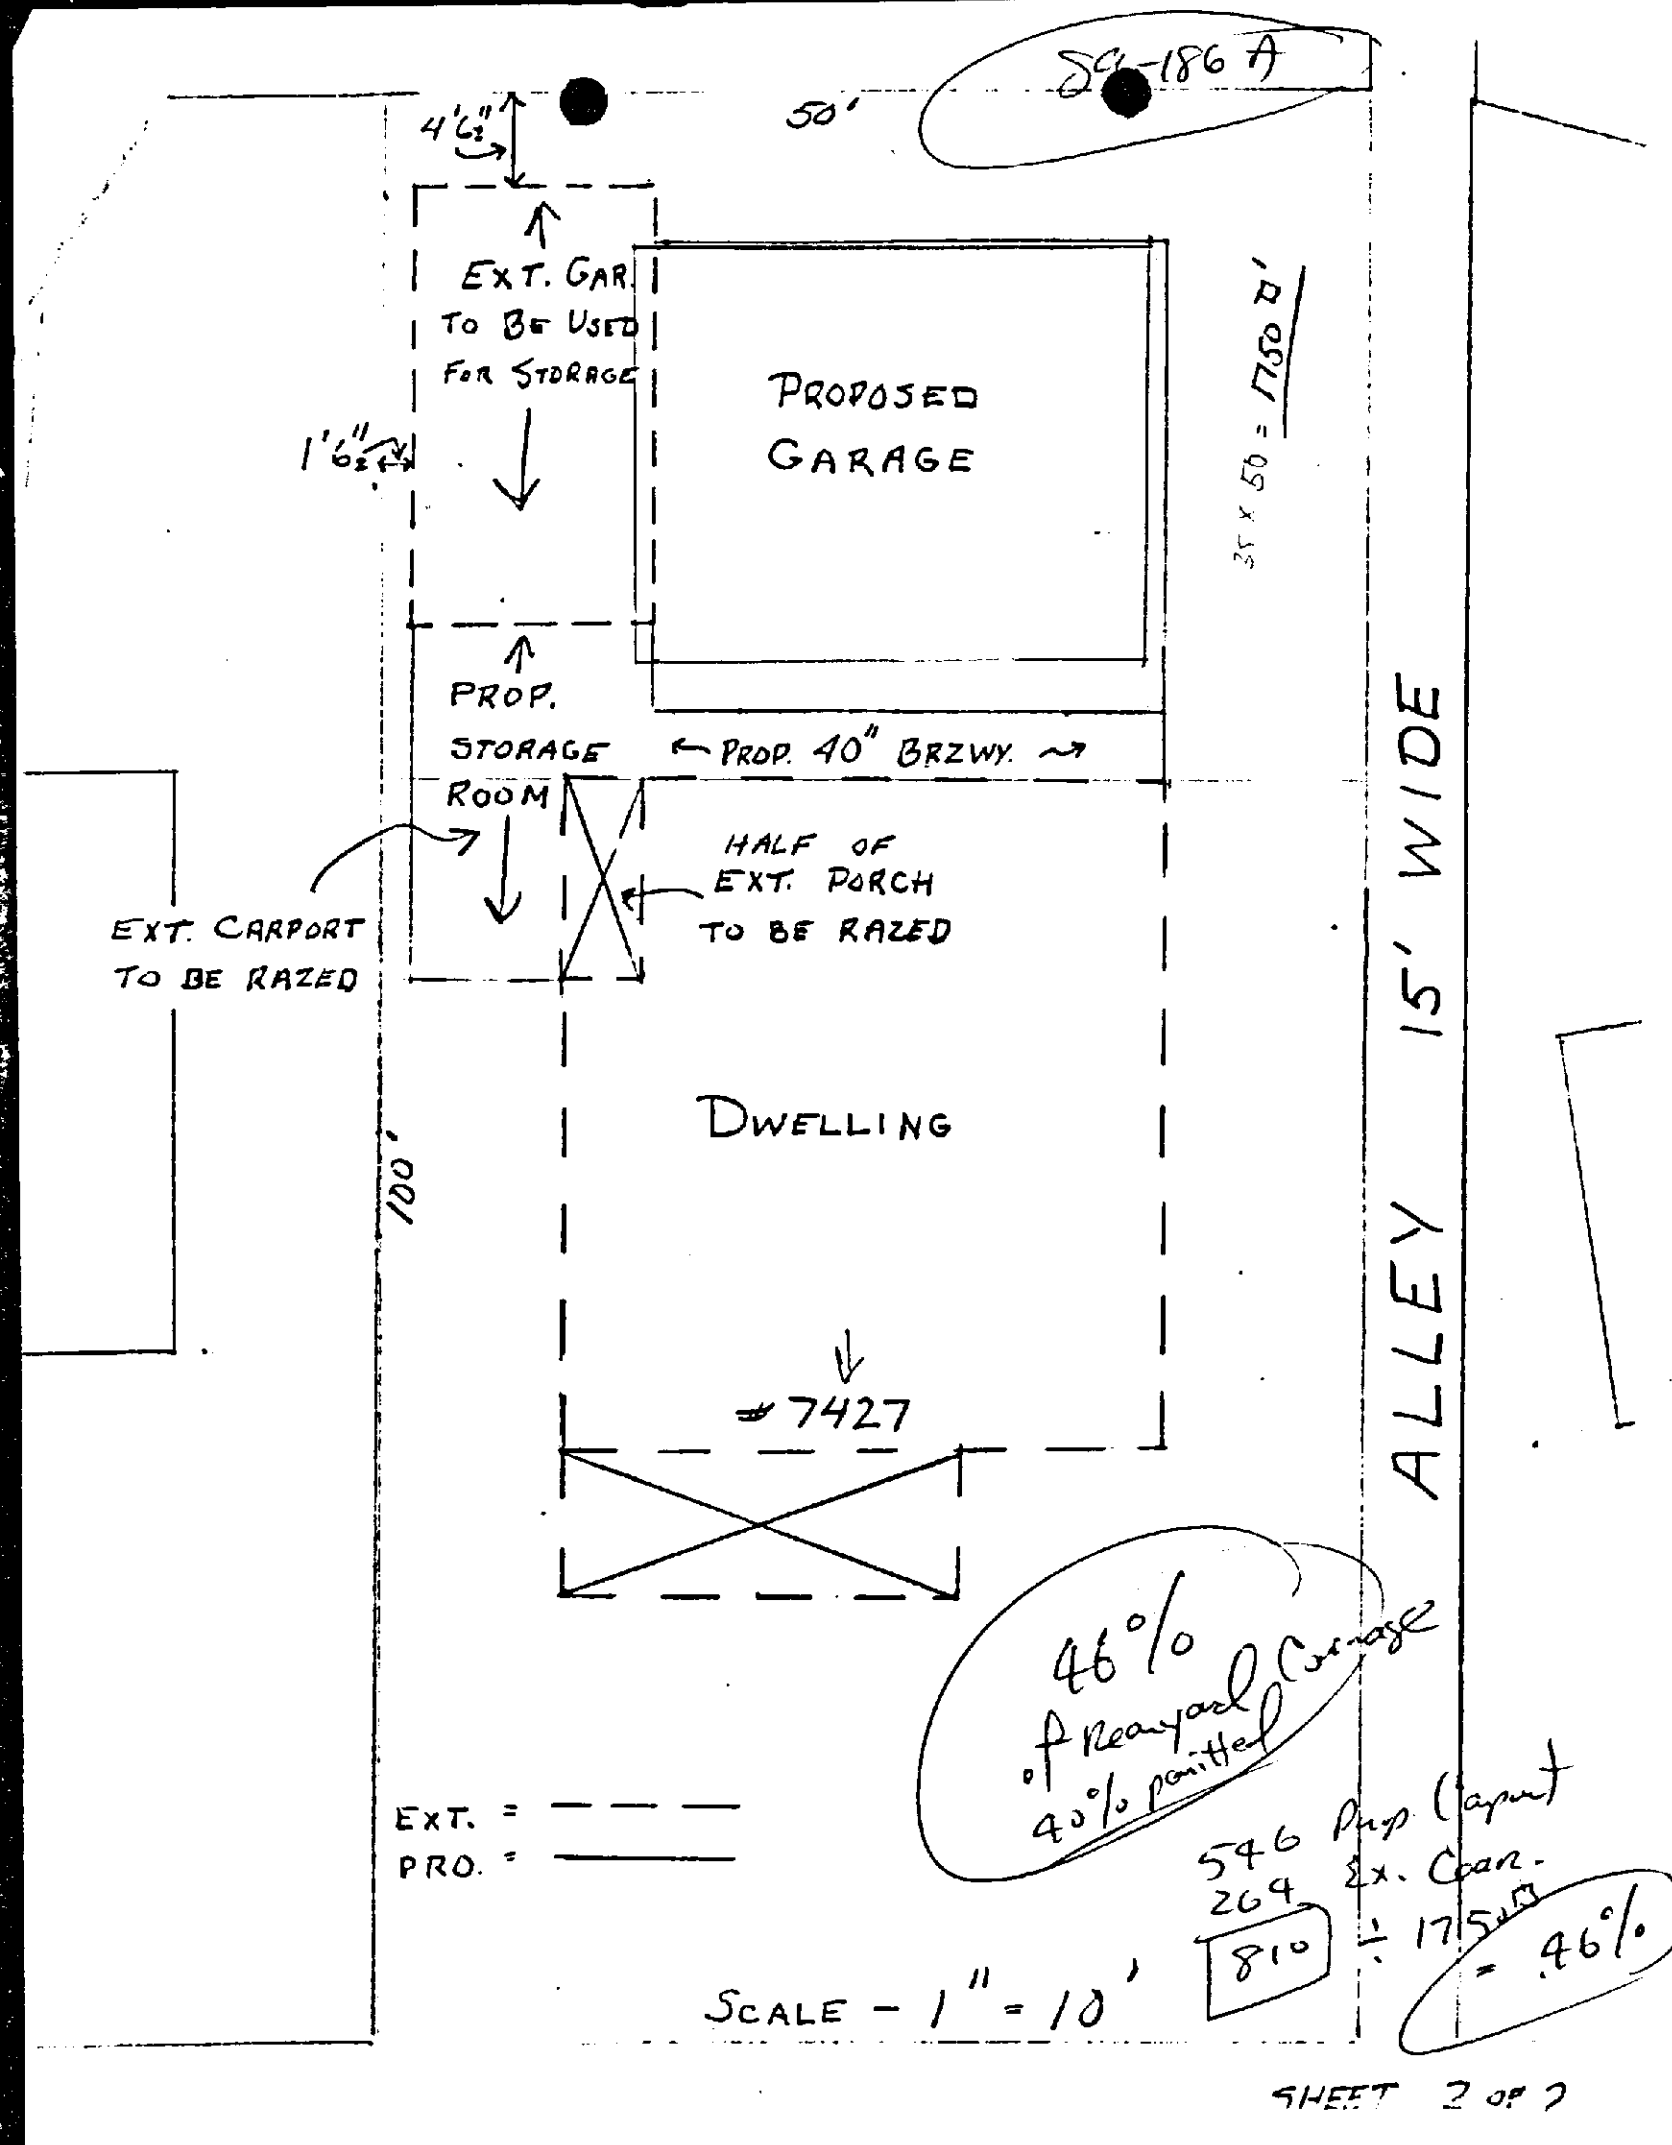 89-186 A
50'
4'6½"
EXT. GAR.
TO BE USED
FOR STORAGE
1'6½"
PROPOSED
GARAGE
35 x 50 = 1750 □'
PROP.
STORAGE
ROOM
← PROP. 40" BRZWY. →
HALF OF
EXT. PORCH
TO BE RAZED
EXT. CARPORT
TO BE RAZED
ALLEY 15' WIDE
100'
DWELLING
# 7427
46%
of Rearyard Coverage
40% permitted
EXT. =
PRO. =
546 Prop Carport
264 Ex.
810 ÷ 1750 □ = .46%
SCALE - 1" = 10'
SHEET 2 OF 2